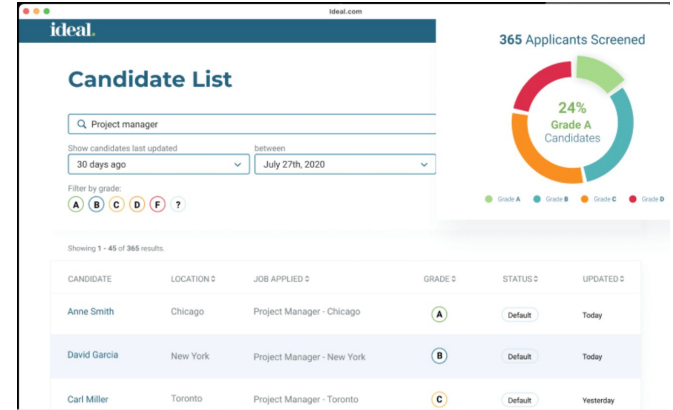 Ideal.com
ideal.
365 Applicants Screened
24%
Grade A
Candidates
Grade A Grade B Grade C Grade D
Candidate List
Project manager
Show candidates last updated between
30 days ago July 27th, 2020
Filter by grade:
A B C D F ?
Showing 1 - 45 of 365 results.
CANDIDATE LOCATION JOB APPLIED GRADE STATUS UPDATED
Anne Smith Chicago Project Manager - Chicago A Default Today
David Garcia New York Project Manager - New York B Default Today
Carl Miller Toronto Project Manager - Toronto C Default Yesterday